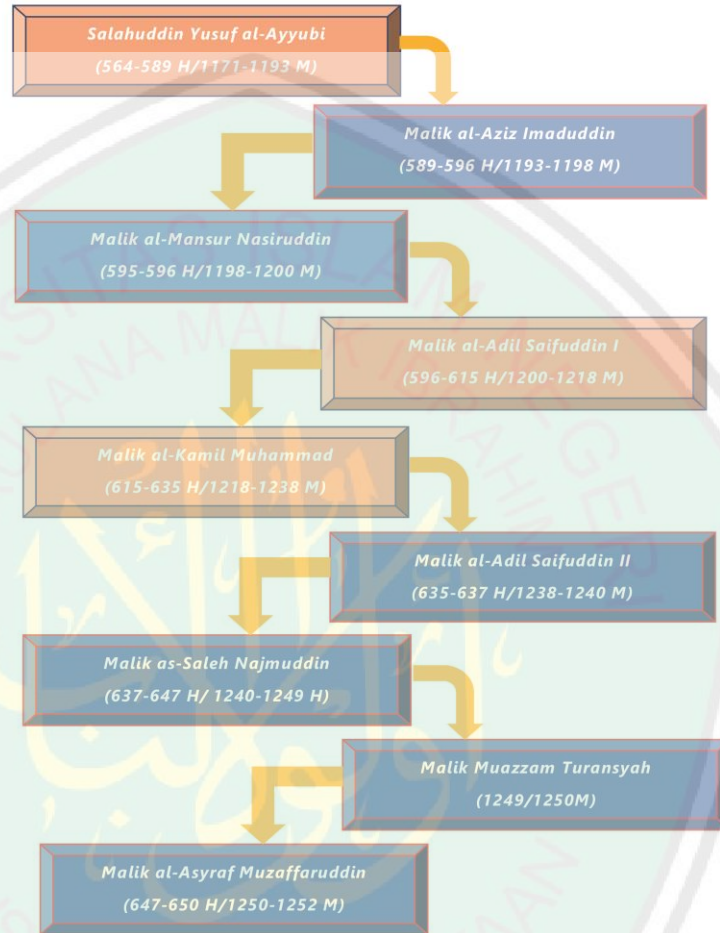 Salahuddin Yusuf al-Ayyubi
(564-589 H/1171-1193 M)
Malik al-Aziz Imaduddin
(589-596 H/1193-1198 M)
Malik al-Mansur Nasiruddin
(595-596 H/1198-1200 M)
Malik al-Adil Saifuddin I
(596-615 H/1200-1218 M)
Malik al-Kamil Muhammad
(615-635 H/1218-1238 M)
Malik al-Adil Saifuddin II
(635-637 H/1238-1240 M)
Malik as-Saleh Najmuddin
(637-647 H/ 1240-1249 H)
Malik Muazzam Turansyah
(1249/1250M)
Malik al-Asyraf Muzaffaruddin
(647-650 H/1250-1252 M)